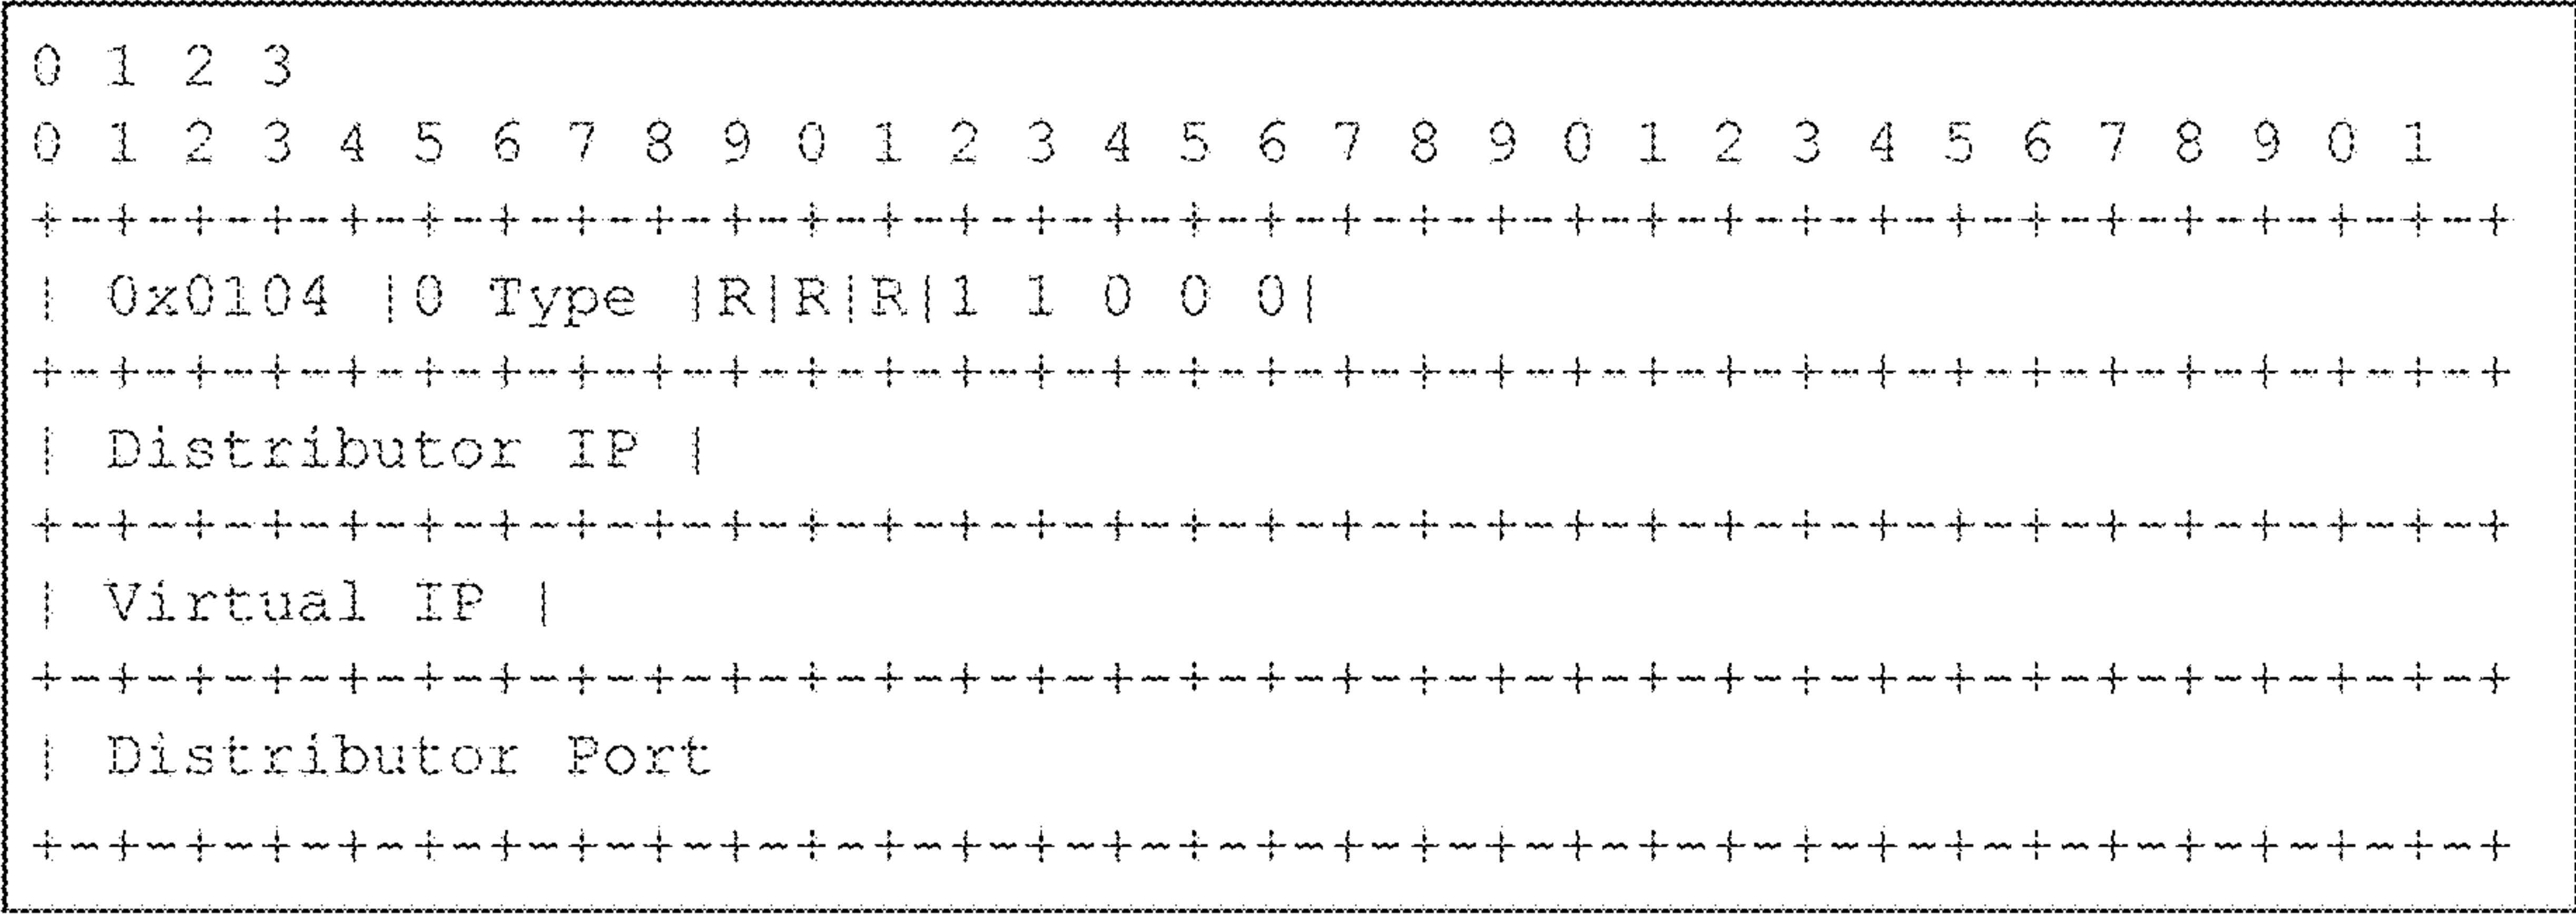 0 1 2 3
0 1 2 3 4 5 6 7 8 9 0 1 2 3 4 5 6 7 8 9 0 1 2 3 4 5 6 7 8 9 0 1
+-+-+-+-+-+-+-+-+-+-+-+-+-+-+-+-+-+-+-+-+-+-+-+-+-+-+-+-+-+-+-+-+
| 0x0104 |0 Type |R|R|R|1 1 0 0 0|
+-+-+-+-+-+-+-+-+-+-+-+-+-+-+-+-+-+-+-+-+-+-+-+-+-+-+-+-+-+-+-+-+
| Distributor IP |
+-+-+-+-+-+-+-+-+-+-+-+-+-+-+-+-+-+-+-+-+-+-+-+-+-+-+-+-+-+-+-+-+
| Virtual IP |
+-+-+-+-+-+-+-+-+-+-+-+-+-+-+-+-+-+-+-+-+-+-+-+-+-+-+-+-+-+-+-+-+
| Distributor Port
+-+-+-+-+-+-+-+-+-+-+-+-+-+-+-+-+-+-+-+-+-+-+-+-+-+-+-+-+-+-+-+-+